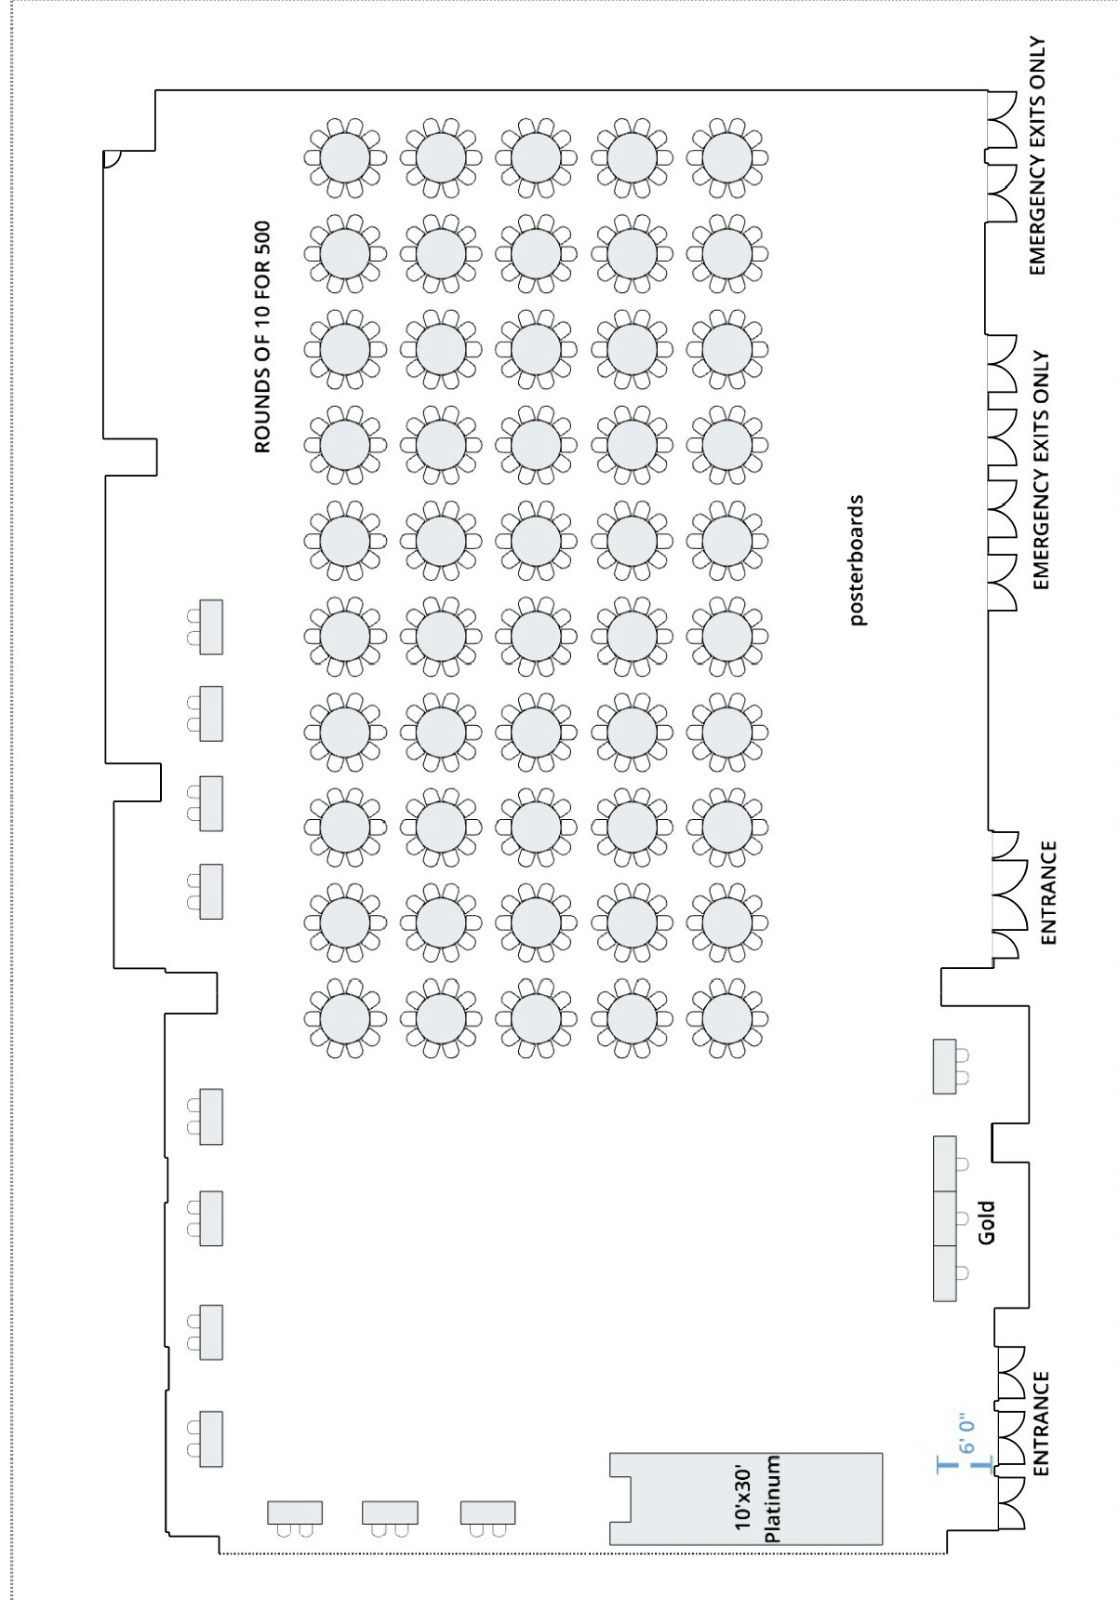 EMERGENCY EXITS ONLY
ROUNDS OF 10 FOR 500
EMERGENCY EXITS ONLY
posterboards
ENTRANCE
Gold
ENTRANCE
6' 0"
10'x30'
Platinum